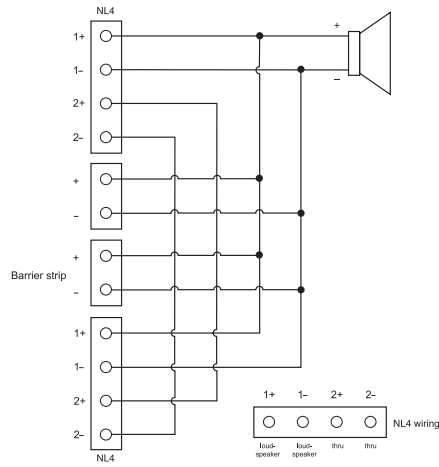 NL4
1+
+
1–
–
2+
2–
+
–
+
Barrier strip
–
1+
1–
2+
2–
NL4
1+ 1– 2+ 2–
NL4 wiring
loud- loud- thru thru
speaker speaker